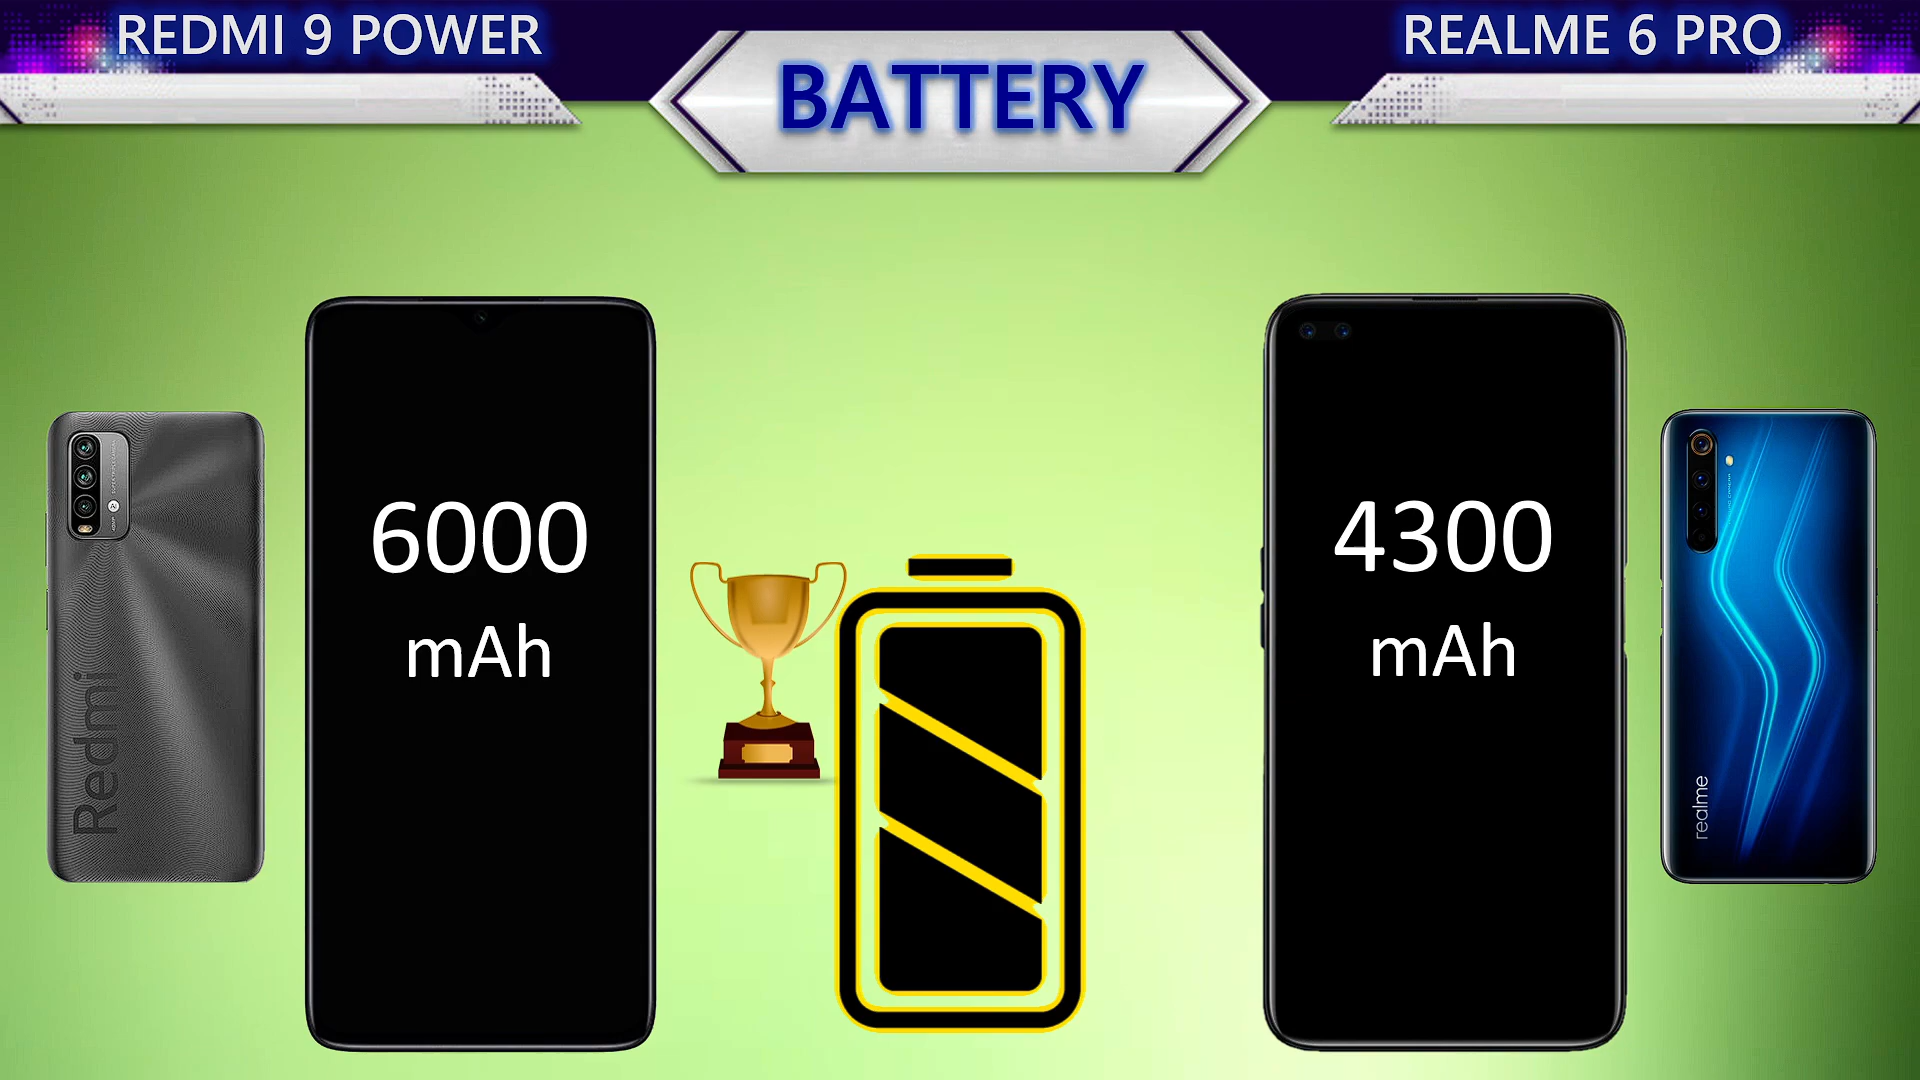 REDMI 9 POWER
BATTERY
REALME 6 PRO
6000
mAh
4300
mAh
Redmi
realme